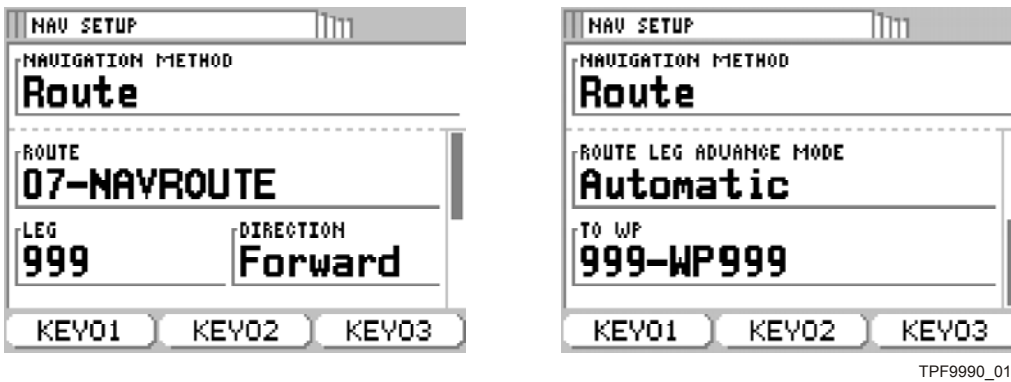 NAV SETUP
NAVIGATION METHOD
Route
ROUTE
07-NAVROUTE
LEG DIRECTION
999 Forward
KEY01 KEY02 KEY03
NAV SETUP
NAVIGATION METHOD
Route
ROUTE LEG ADVANCE MODE
Automatic
TO WP
999-WP999
KEY01 KEY02 KEY03
TPF9990_01